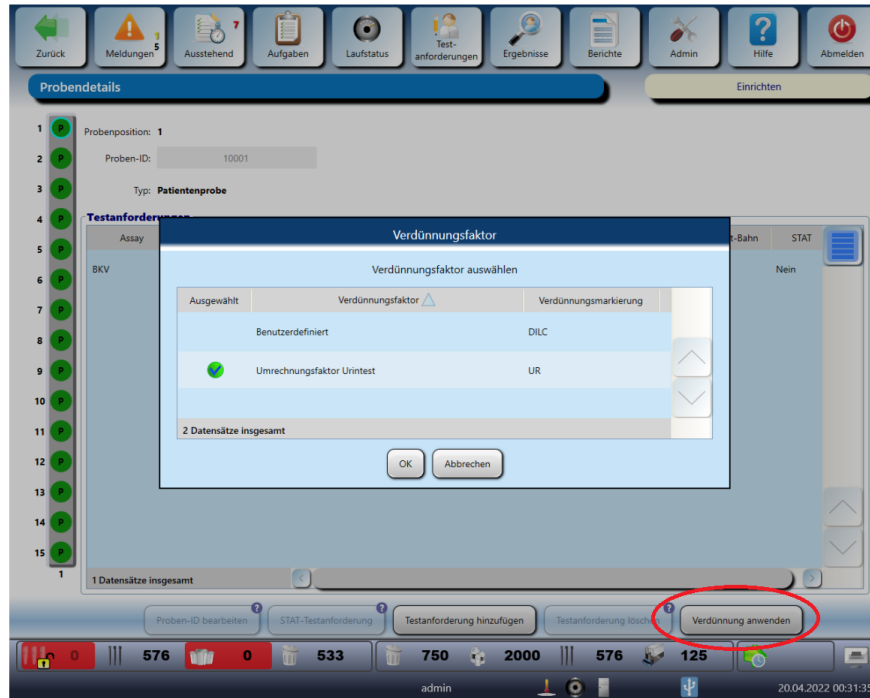 Zurück
Meldungen
5
7
Ausstehend
Aufgaben
Laufstatus
Test-
anforderungen
Ergebnisse
Berichte
Admin
?
Hilfe
Abmelden
Probendetails
Einrichten
1 P
2 P
3 P
4 P
5 P
6 P
7 P
8 P
9 P
10 P
11 P
12 P
13 P
14 P
15 P
1
Probenposition: 1
Proben-ID: 10001
Typ: Patientenprobe
Assay
t-Bahn
STAT
BKV
Nein
Verdünnungsfaktor
Verdünnungsfaktor auswählen
Ausgewählt Verdünnungsfaktor Verdünnungsmarkierung
Benutzerdefiniert DILC
Umrechnungsfaktor Urintest UR
2 Datensätze insgesamt
OK Abbrechen
1 Datensätze insgesamt
Proben-ID bearbeiten ? STAT-Testanforderung ? Testanforderung hinzufügen Testanforderung löschen ? Verdünnung anwenden
0 576 0 533 750 2000 576 125
admin
20.04.2022 00:31:35